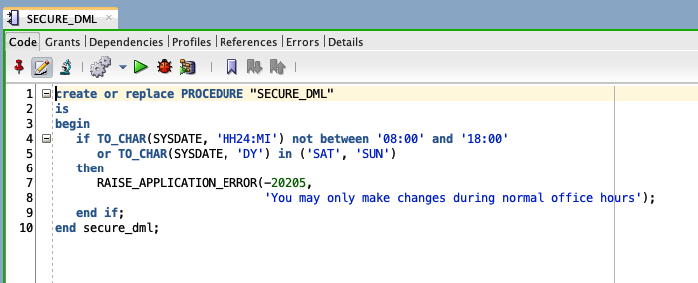 SECURE_DML
Code Grants Dependencies Profiles References Errors Details
1 create or replace PROCEDURE "SECURE_DML"
2 is
3 begin
4 if TO_CHAR(SYSDATE, 'HH24:MI') not between '08:00' and '18:00'
5 or TO_CHAR(SYSDATE, 'DY') in ('SAT', 'SUN')
6 then
7 RAISE_APPLICATION_ERROR(-20205,
8 'You may only make changes during normal office hours');
9 end if;
10 end secure_dml;